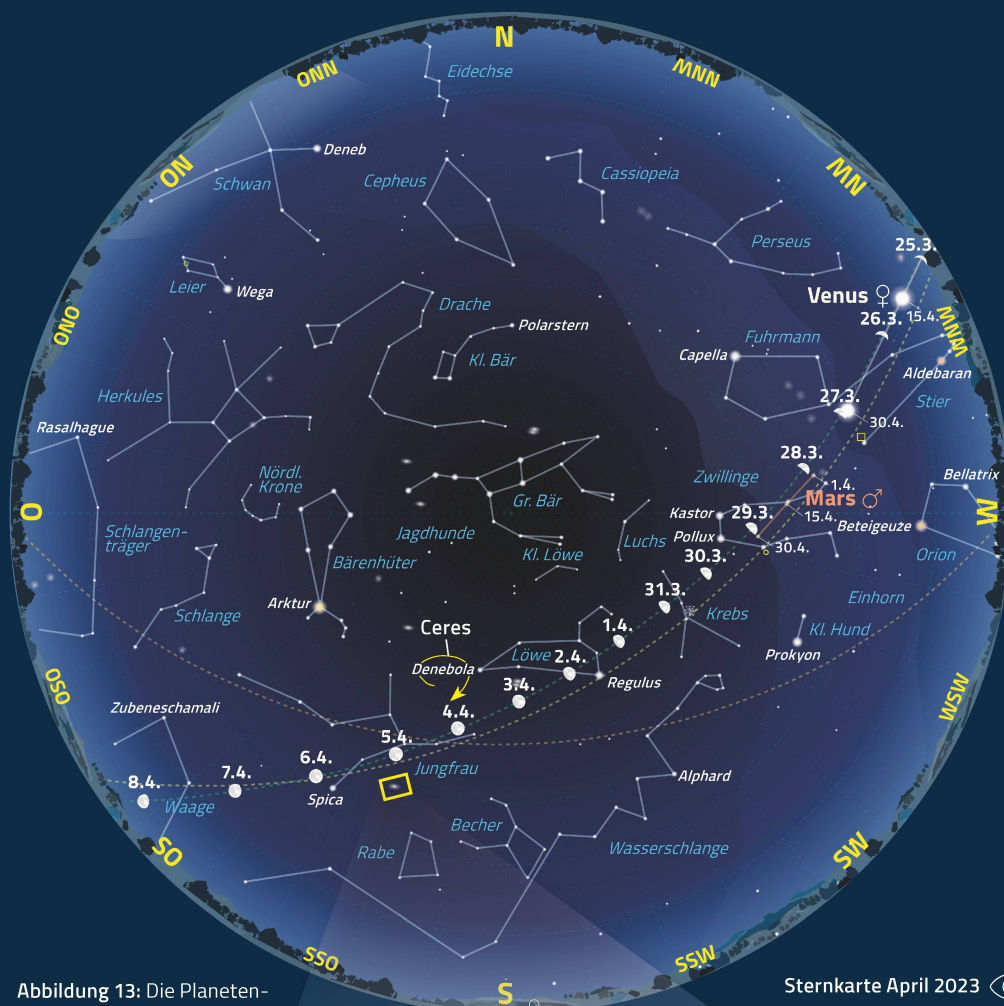 N
NNO
NNW
Eidechse
Deneb
NO
Schwan
Cepheus
Cassiopeia
NW
Perseus
25.3.
Leier
Wega
Drache
Venus ♀
15.4.
26.3.
WNW
ONO
Polarstern
Fuhrmann
Kl. Bär
Capella
Aldebaran
Herkules
27.3.
Stier
30.4.
Rasalhague
28.3.
Nördl.
Krone
Zwillinge
Bellatrix
1.4.
Mars ♂
Gr. Bär
Kastor
29.3.
15.4.
Beteigeuze
O
W
Schlangen-
träger
Jagdhunde
Luchs
Pollux
30.4.
Orion
Kl. Löwe
Bärenhüter
30.3.
31.3.
Einhorn
Arktur
Schlange
Krebs
Kl. Hund
Ceres
1.4.
Löwe
2.4.
Prokyon
Denebola
Regulus
OSO
3.4.
WSW
Zubeneschamali
4.4.
5.4.
6.4.
Jungfrau
Alphard
7.4.
8.4.
Waage
Spica
Becher
Rabe
Wasserschlange
SO
SW
SSO
SSW
S
Abbildung 13: Die Planeten-
Sternkarte April 2023